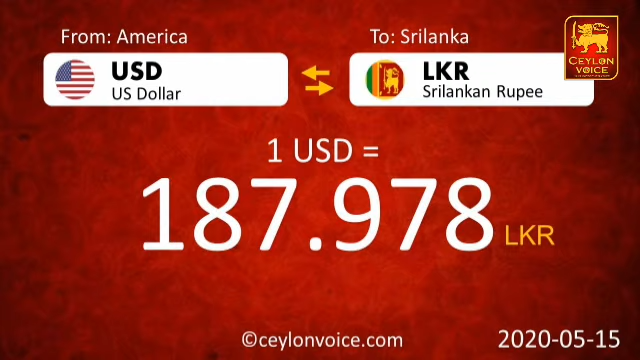 From: America
To: Srilanka
USD
US Dollar
LKR
Srilankan Rupee
CEYLON
VOICE
1 USD =
187.978 LKR
©ceylonvoice.com
2020-05-15